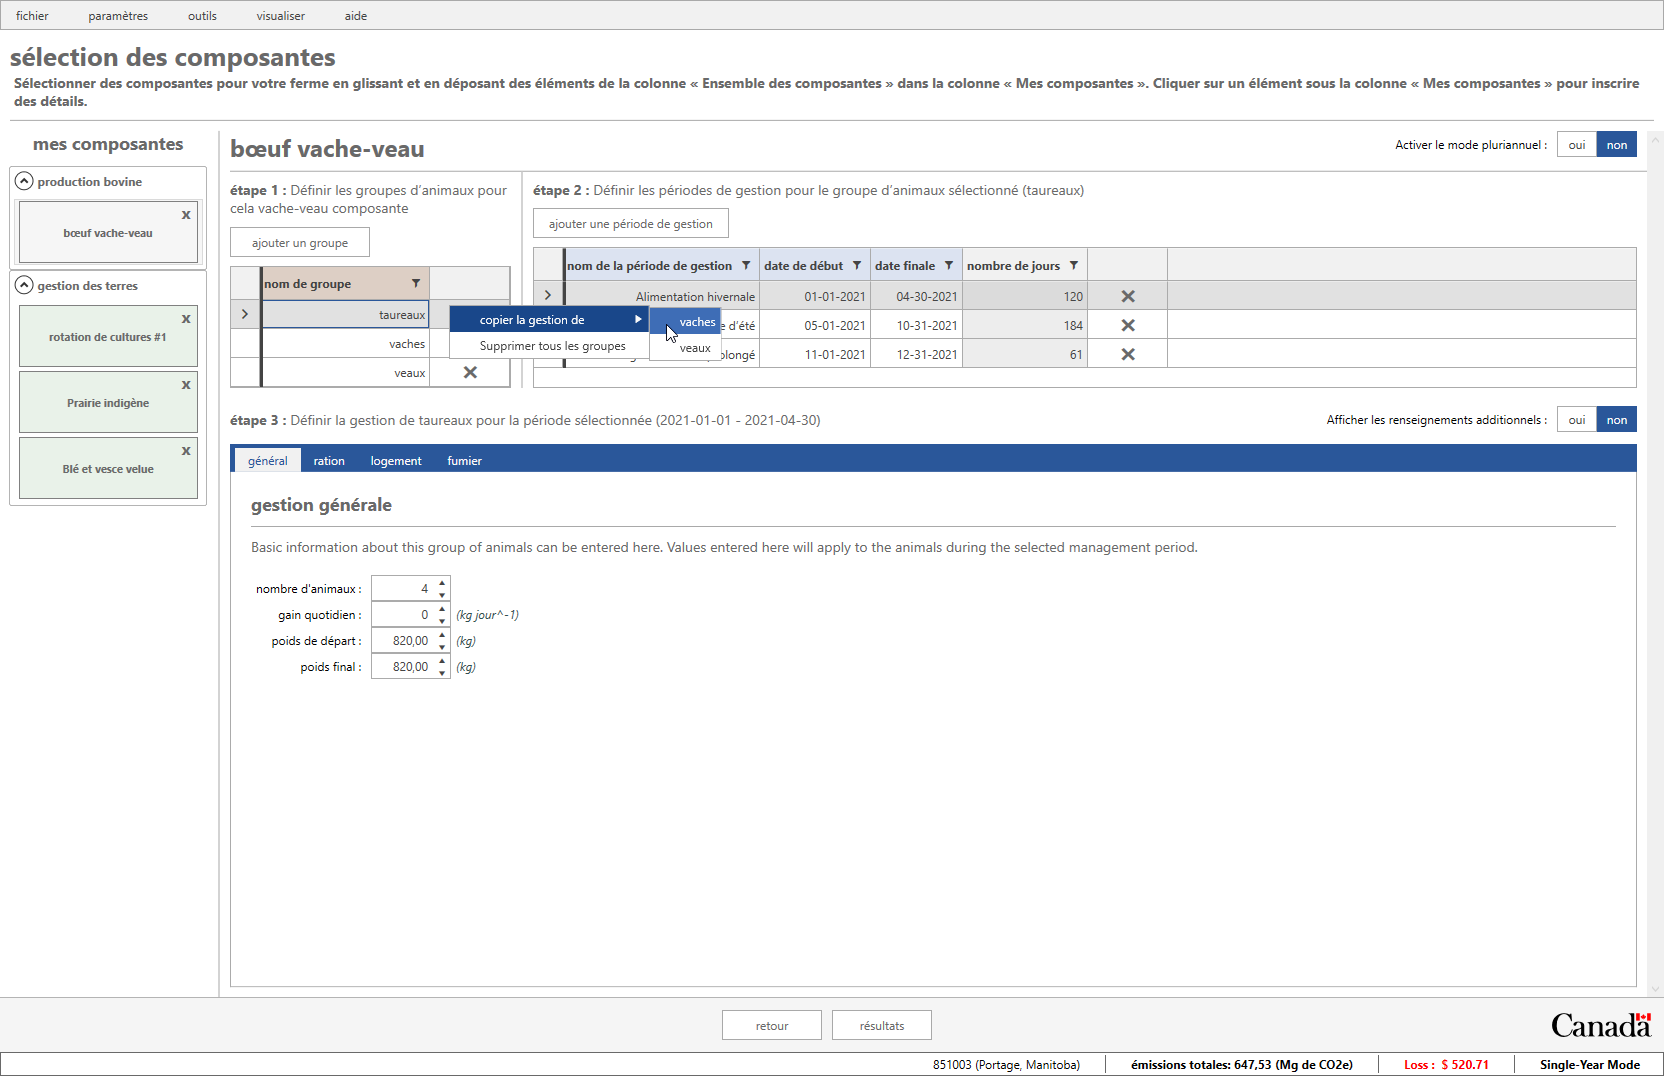 fichier paramètres outils visualiser aide
sélection des composantes
Sélectionner des composantes pour votre ferme en glissant et en déposant des éléments de la colonne « Ensemble des composantes » dans la colonne « Mes composantes ». Cliquer sur un élément sous la colonne « Mes composantes » pour inscrire
des détails.
mes composantes
production bovine
x
bœuf vache-veau
gestion des terres
x
rotation de cultures #1
x
Prairie indigène
x
Blé et vesce velue
bœuf vache-veau
Activer le mode pluriannuel : oui non
étape 1 : Définir les groupes d'animaux pour
cela vache-veau composante
ajouter un groupe
nom de groupe
taureaux
vaches
veaux
copier la gestion de
Supprimer tous les groupes
vaches
veaux
étape 2 : Définir les périodes de gestion pour le groupe d'animaux sélectionné (taureaux)
ajouter une période de gestion
nom de la période de gestion date de début date finale nombre de jours
Alimentation hivernale 01-01-2021 04-30-2021 120
d'été 05-01-2021 10-31-2021 184
olongé 11-01-2021 12-31-2021 61
étape 3 : Définir la gestion de taureaux pour la période sélectionnée (2021-01-01 - 2021-04-30)
Afficher les renseignements additionnels : oui non
général ration logement fumier
gestion générale
Basic information about this group of animals can be entered here. Values entered here will apply to the animals during the selected management period.
nombre d'animaux : 4
gain quotidien : 0 (kg jour^-1)
poids de départ : 820,00 (kg)
poids final : 820,00 (kg)
retour résultats
Canada
851003 (Portage, Manitoba) émissions totales: 647,53 (Mg de CO2e) Loss : $ 520.71 Single-Year Mode